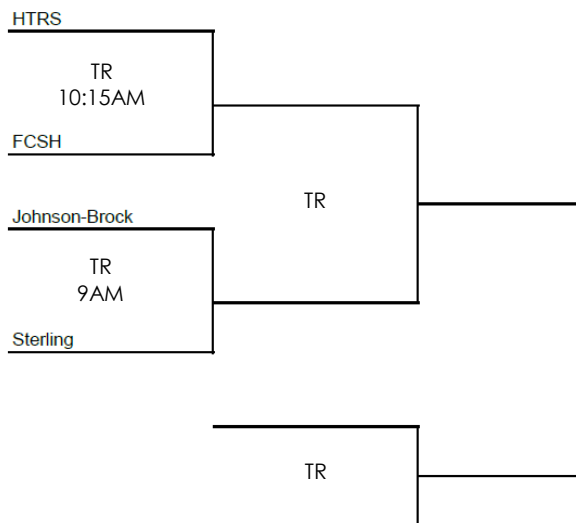 HTRS
TR
10:15AM
FCSH
TR
Johnson-Brock
TR
9AM
Sterling
TR